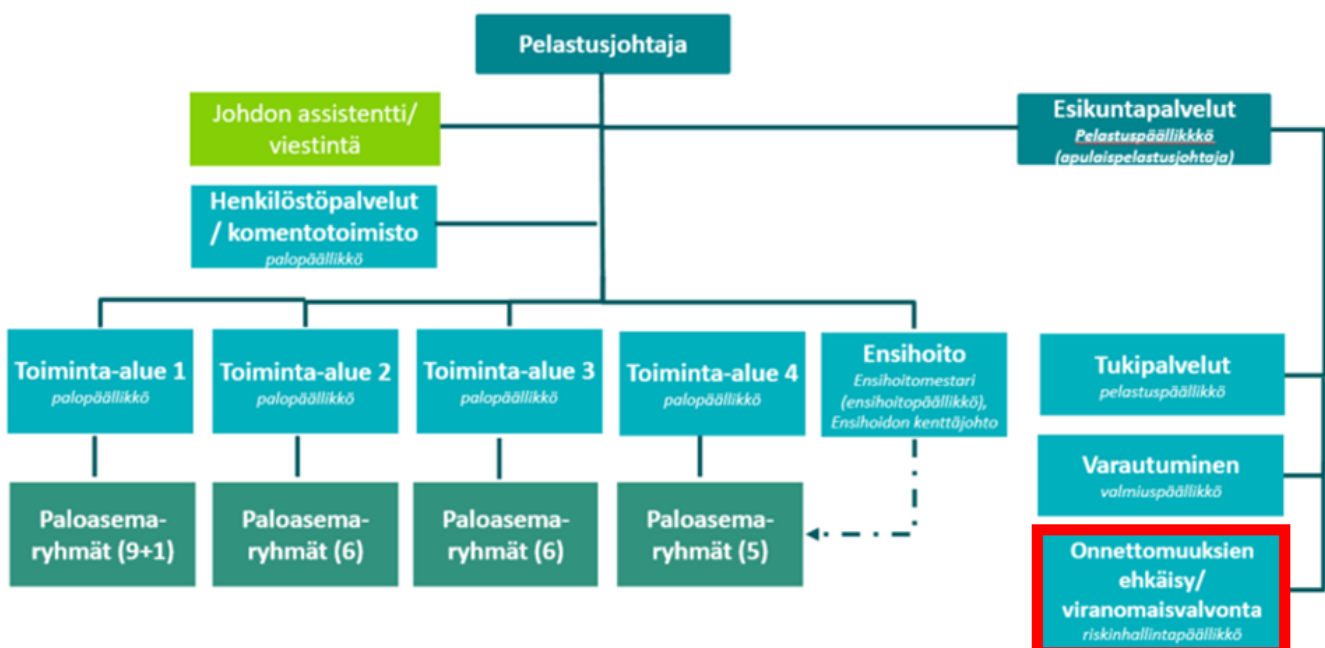 Pelastusjohtaja
Johdon assistentti/
viestintä
Esikuntapalvelut
Pelastuspäällikkkö
(apulaispelastusjohtaja)
Henkilöstöpalvelut
/ komentotoimisto
palopäällikkö
Toiminta-alue 1
palopäällikkö
Toiminta-alue 2
palopäällikkö
Toiminta-alue 3
palopäällikkö
Toiminta-alue 4
palopäällikkö
Ensihoito
Ensihoitomestari
(ensihoitopäällikkö),
Ensihoidon kenttäjohto
Tukipalvelut
pelastuspäällikkö
Varautuminen
valmiuspäällikkö
Paloasema-
ryhmät (9+1)
Paloasema-
ryhmät (6)
Paloasema-
ryhmät (6)
Paloasema-
ryhmät (5)
Onnettomuuksien
ehkäisy/
viranomaisvalvonta
riskinhallintapäällikkö